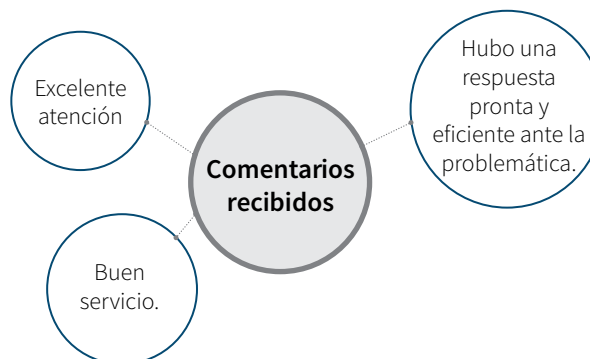 Excelente
atención
Hubo una
respuesta
pronta y
eficiente ante la
problemática.
Comentarios
recibidos
Buen
servicio.